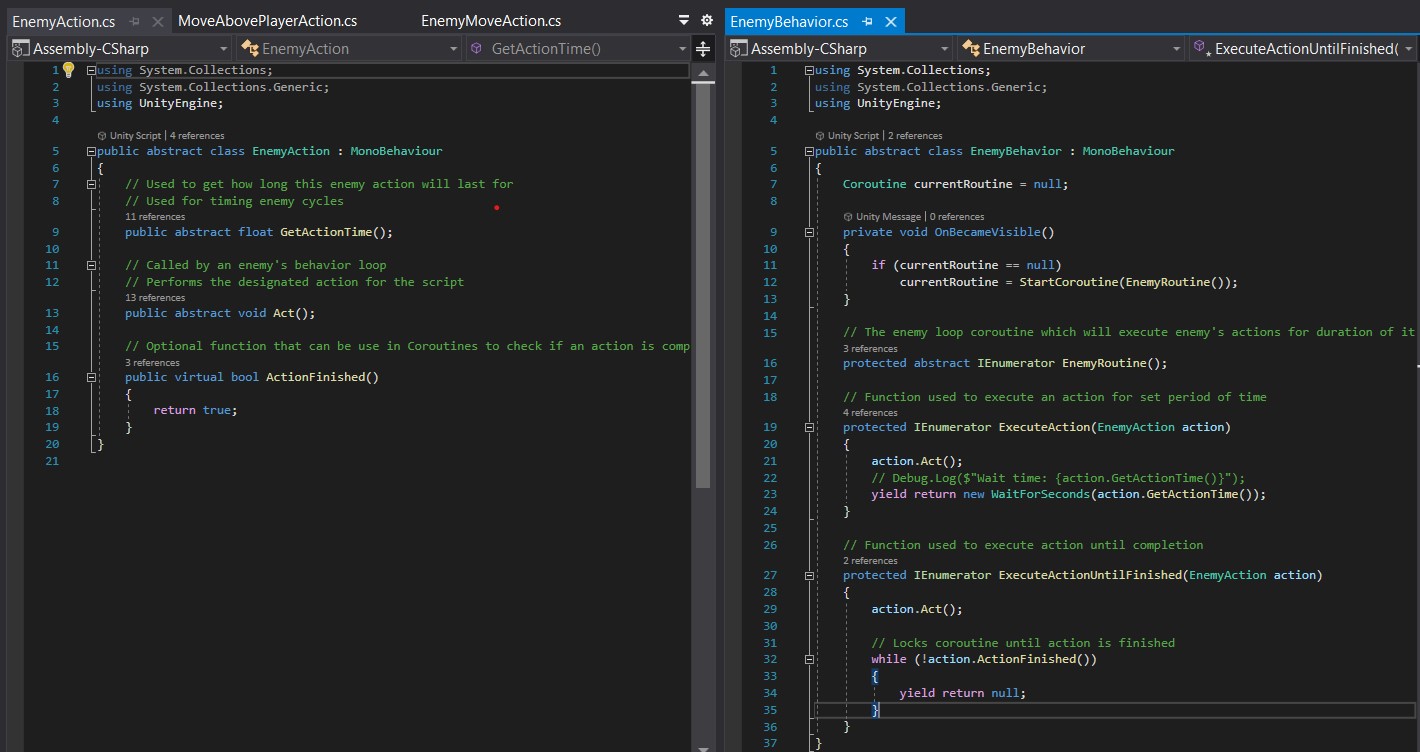 EnemyAction.cs
MoveAbovePlayerAction.cs
EnemyMoveAction.cs
Assembly-CSharp
EnemyAction
GetActionTime()
1 using System.Collections;
2 using System.Collections.Generic;
3 using UnityEngine;
4
Unity Script | 4 references
5 public abstract class EnemyAction : MonoBehaviour
6 {
7 // Used to get how long this enemy action will last for
8 // Used for timing enemy cycles
11 references
9 public abstract float GetActionTime();
10
11 // Called by an enemy's behavior loop
12 // Performs the designated action for the script
13 references
13 public abstract void Act();
14
15 // Optional function that can be use in Coroutines to check if an action is comp
3 references
16 public virtual bool ActionFinished()
17 {
18 return true;
19 }
20 }
21
EnemyBehavior.cs
Assembly-CSharp
EnemyBehavior
ExecuteActionUntilFinished(
1 using System.Collections;
2 using System.Collections.Generic;
3 using UnityEngine;
4
Unity Script | 2 references
5 public abstract class EnemyBehavior : MonoBehaviour
6 {
7 Coroutine currentRoutine = null;
8
Unity Message | 0 references
9 private void OnBecameVisible()
10 {
11 if (currentRoutine == null)
12 currentRoutine = StartCoroutine(EnemyRoutine());
13 }
14
15 // The enemy loop coroutine which will execute enemy's actions for duration of it
3 references
16 protected abstract IEnumerator EnemyRoutine();
17
18 // Function used to execute an action for set period of time
4 references
19 protected IEnumerator ExecuteAction(EnemyAction action)
20 {
21 action.Act();
22 // Debug.Log($"Wait time: {action.GetActionTime()}");
23 yield return new WaitForSeconds(action.GetActionTime());
24 }
25
26 // Function used to execute action until completion
2 references
27 protected IEnumerator ExecuteActionUntilFinished(EnemyAction action)
28 {
29 action.Act();
30
31 // Locks coroutine until action is finished
32 while (!action.ActionFinished())
33 {
34 yield return null;
35 }
36 }
37 }